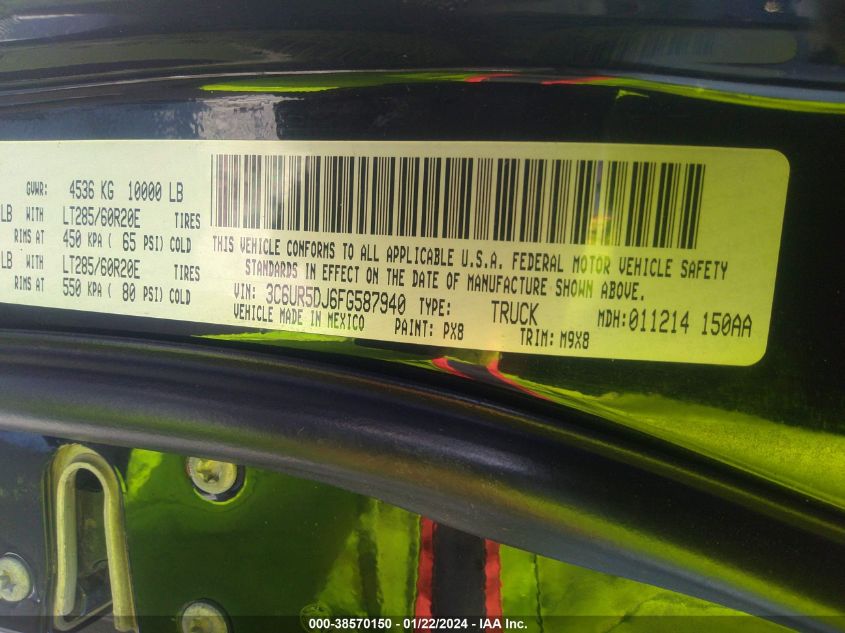 GVWR: 4536 KG 10000 LB
LB WITH LT285/60R20E TIRES
RIMS AT 450 KPA ( 65 PSI) COLD
LB WITH LT285/60R20E TIRES
RIMS AT 550 KPA ( 80 PSI) COLD
THIS VEHICLE CONFORMS TO ALL APPLICABLE U.S.A. FEDERAL MOTOR VEHICLE SAFETY
STANDARDS IN EFFECT ON THE DATE OF MANUFACTURE SHOWN ABOVE.
VIN: 3C6UR5DJ6FG587940 TYPE: TRUCK MDH:011214 150AA
VEHICLE MADE IN MEXICO PAINT: PX8 TRIM: M9X8
000-38570150 - 01/22/2024 - IAA Inc.